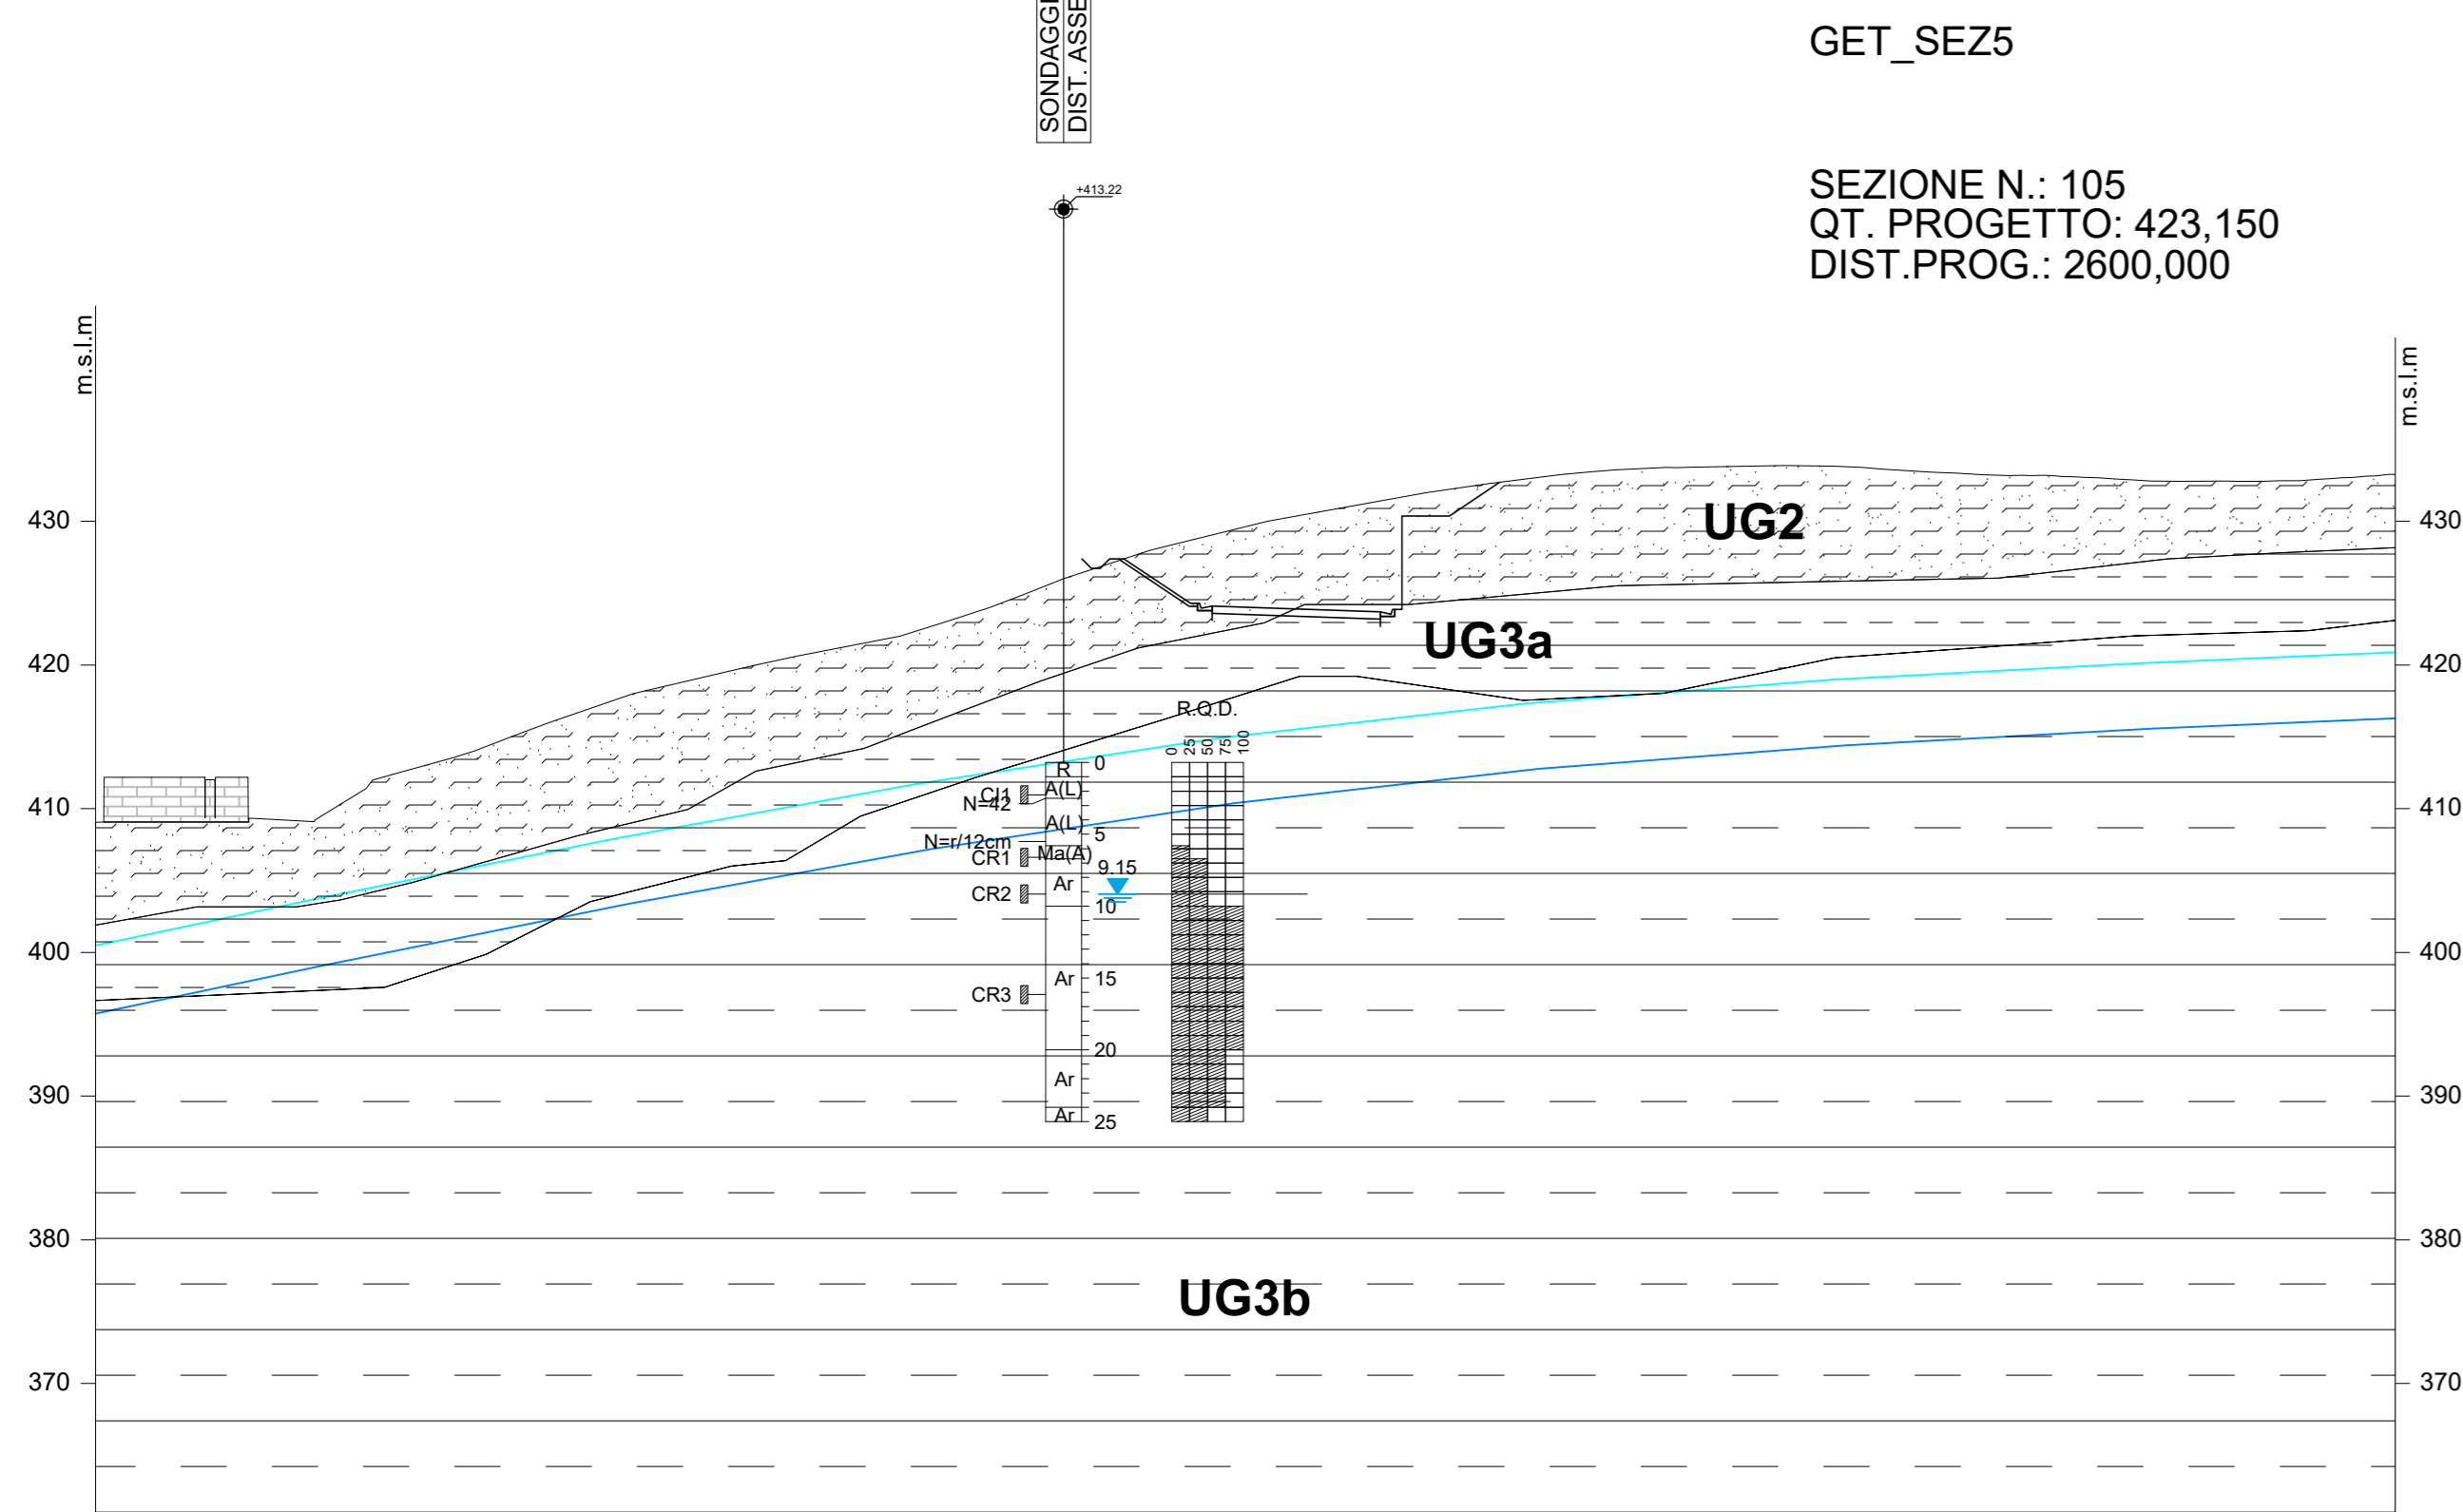 GET_SEZ5
SONDAGGI
DIST. ASSE
+413.22
SEZIONE N.: 105
QT. PROGETTO: 423,150
DIST.PROG.: 2600,000
m.s.l.m
m.s.l.m
430
UG2
430
420
UG3a
420
R.Q.D.
0 25 50 75 100
R
0
CI1
A(L)
N=42
410
410
A(L)
5
N=r/12cm
Ma(A)
CR1
9.15
Ar
CR2
10
400
400
Ar
15
CR3
20
Ar
390
390
Ar
25
380
380
UG3b
370
370